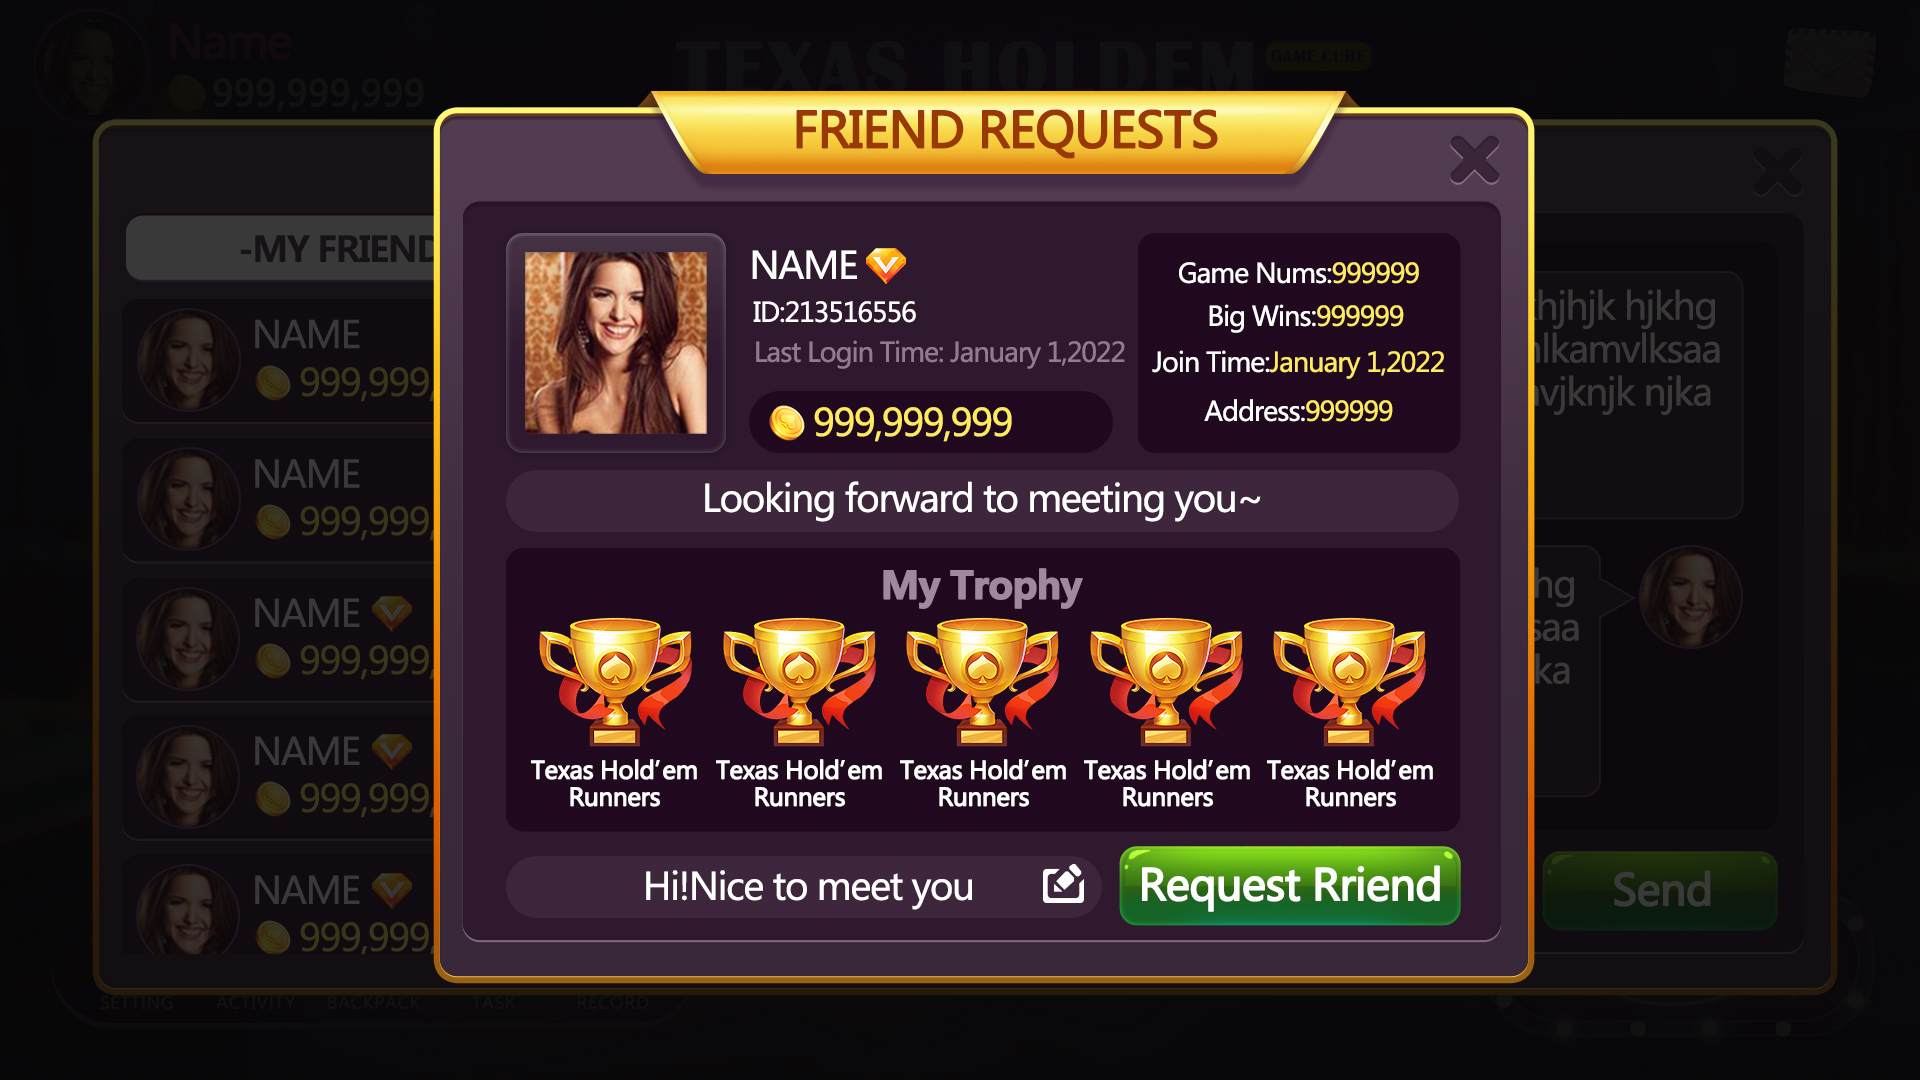 Name
999,999,999
TEXAS HOLDEM
GAME CUBE
FRIEND REQUESTS
-MY FRIEND
NAME
999,999,
NAME
999,999,
NAME
999,999,
NAME
999,999,
NAME
999,999,
NAME
ID:213516556
Last Login Time: January 1,2022
999,999,999
Game Nums:999999
Big Wins:999999
Join Time:January 1,2022
Address:999999
Looking forward to meeting you~
My Trophy
Texas Hold’em
Runners
Texas Hold’em
Runners
Texas Hold’em
Runners
Texas Hold’em
Runners
Texas Hold’em
Runners
Hi!Nice to meet you
Request Rriend
hjhjk hjkhg
lkamvlksaa
vjknjk njka
hg
saa
ka
Send
SETTING
ACTIVITY
BACKPACK
TASK
RECORD